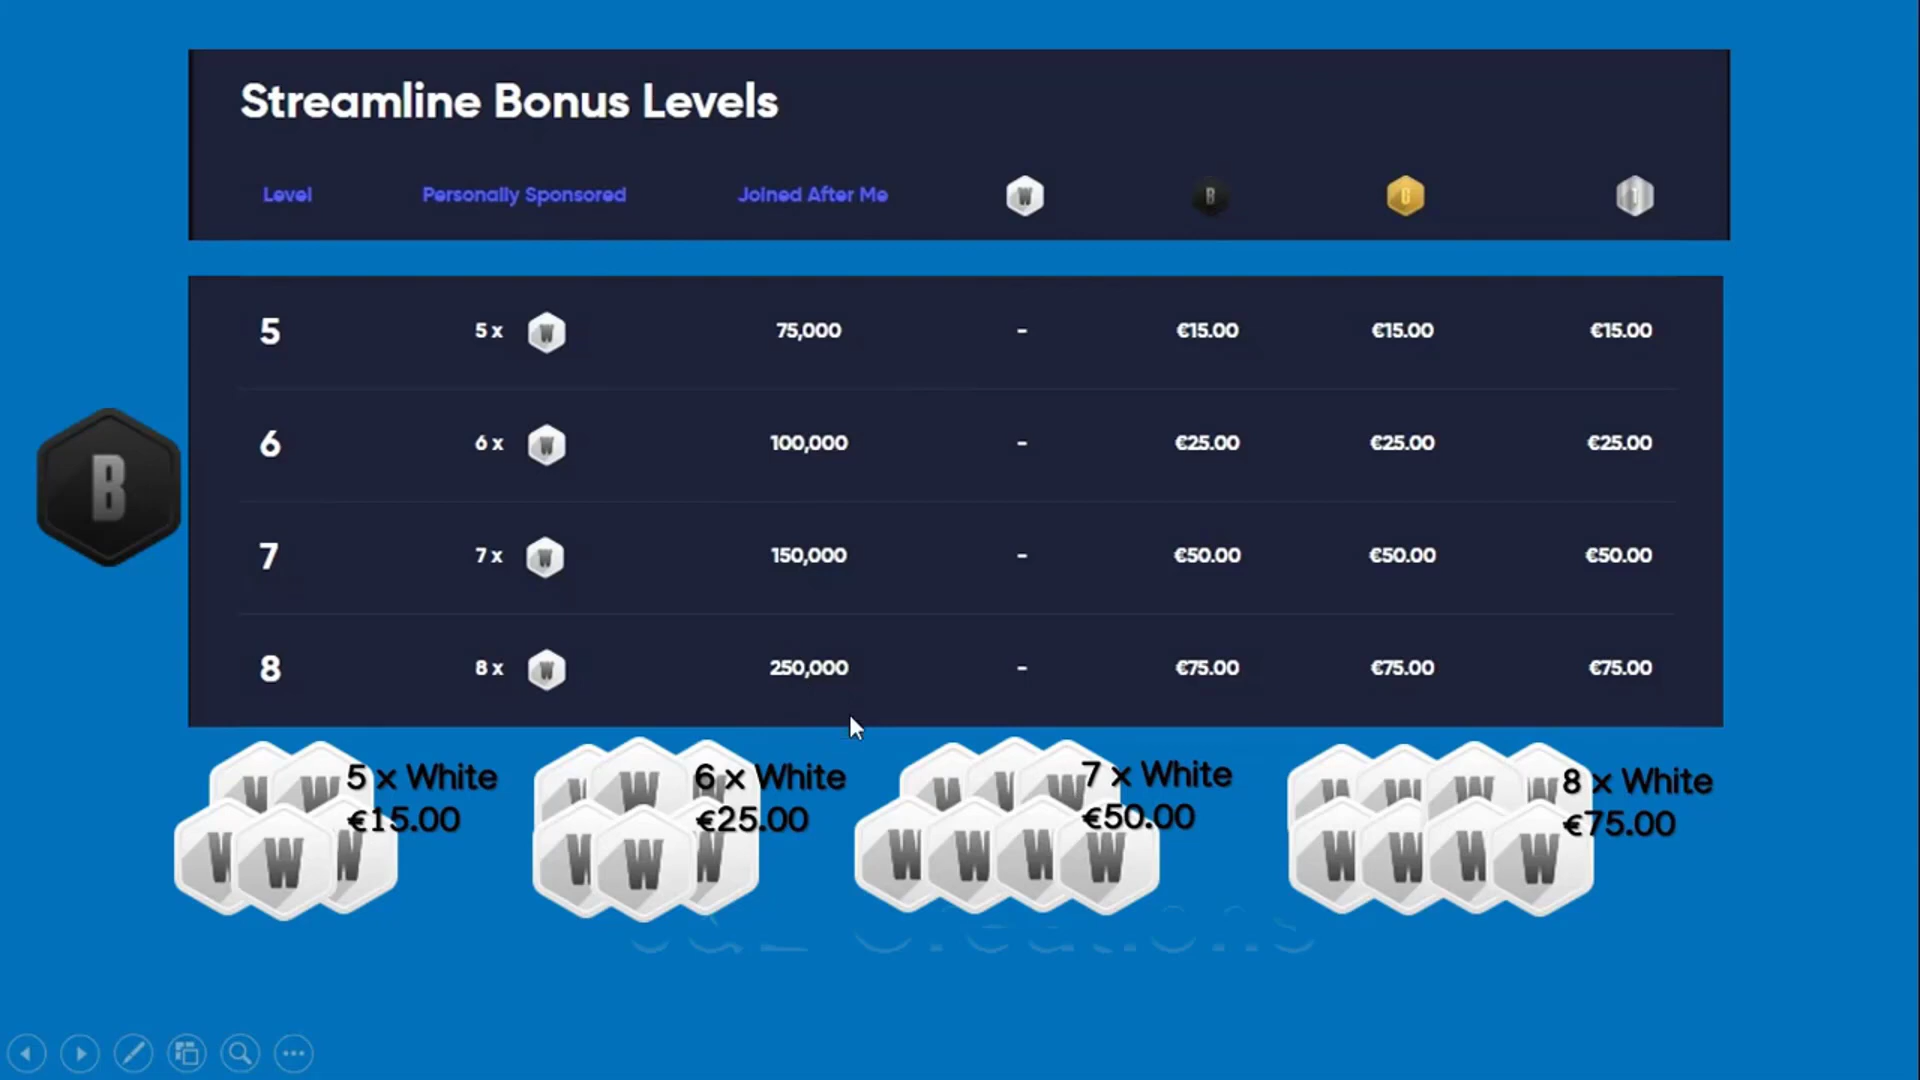 Streamline Bonus Levels
Level Personally Sponsored Joined After Me W B G 1
5 5 x W 75,000 - €15.00 €15.00 €15.00
6 6 x W 100,000 - €25.00 €25.00 €25.00
B
7 7 x W 150,000 - €50.00 €50.00 €50.00
8 8 x W 250,000 - €75.00 €75.00 €75.00
W W 5 x White
€15.00
W W W
W W W 6 x White
€25.00
W W W
W W W 7 x White
€50.00
W W W W
W W W W 8 x White
€75.00
W W W W
Creations